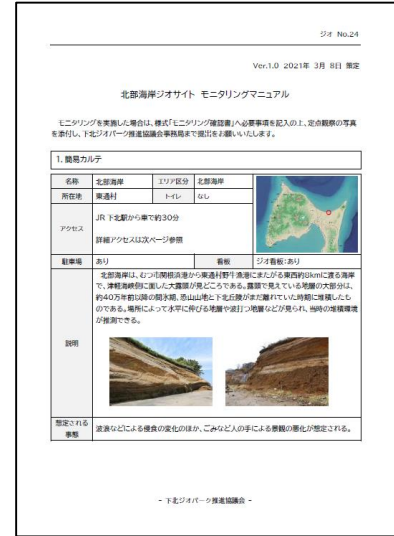 ジオ No.24
Ver.1.0 2021年 3月 8日 策定
北部海岸ジオサイト モニタリングマニュアル
モニタリングを実施した場合は、様式「モニタリング確認書」へ必要事項を記入の上、定点観察の写真
を添付し、下北ジオパーク推進協議会事務局まで提出をお願いいたします。
1. 簡易カルテ
名称 北部海岸 エリア区分 北部海岸
所在地 東通村 トイレ なし
アクセス
JR 下北駅から車で約30分
詳細アクセスは次ページ参照
駐車場 あり 看板 ジオ看板:あり
説明
北部海岸は、むつ市関根浜港から東通村野牛漁港にまたがる東西約8kmに渡る海岸
で、津軽海峡側に面した大露頭が見どころである。露頭で見えている地層の大部分は、
約40万年前以降の間氷期、恐山山地と下北丘陵がまだ離れていた時期に堆積したも
のである。場所によって水平に伸びる地層や波打つ地層などが見られ、当時の堆積環境
が推測できる。
想定される
事態
波浪などによる侵食の変化のほか、ごみなど人の手による景観の悪化が想定される。
- 下北ジオパーク推進協議会 -